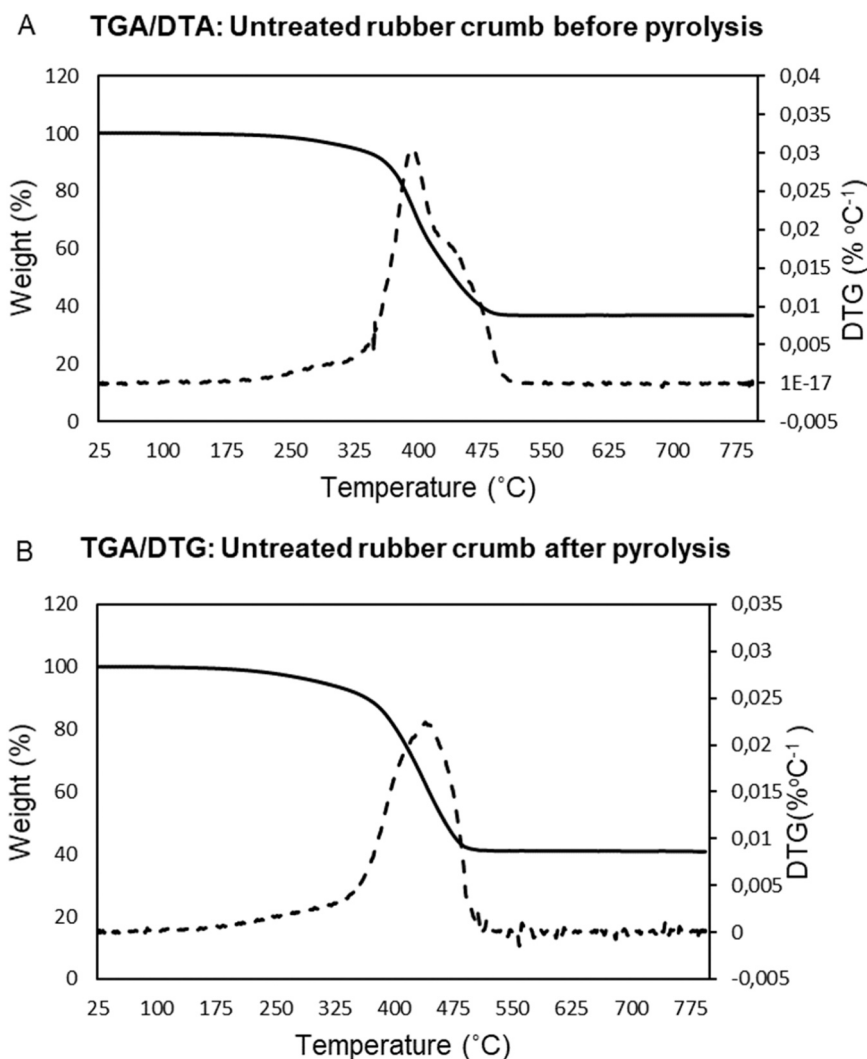 A TGA/DTA: Untreated rubber crumb before pyrolysis
120 0,04
0,035
100 0,03
80 0,025
60 0,02
0,015
40 0,01
20 0,005
1E-17
0 -0,005
Weight (%)
DTG (% °C-1)
25 100 175 250 325 400 475 550 625 700 775
Temperature (˚C)
B TGA/DTG: Untreated rubber crumb after pyrolysis
120 0,035
100 0,03
0,025
80 0,02
60 0,015
40 0,01
0,005
20 0
0 -0,005
Weight (%)
DTG(%°C-1)
25 100 175 250 325 400 475 550 625 700 775
Temperature (˚C)